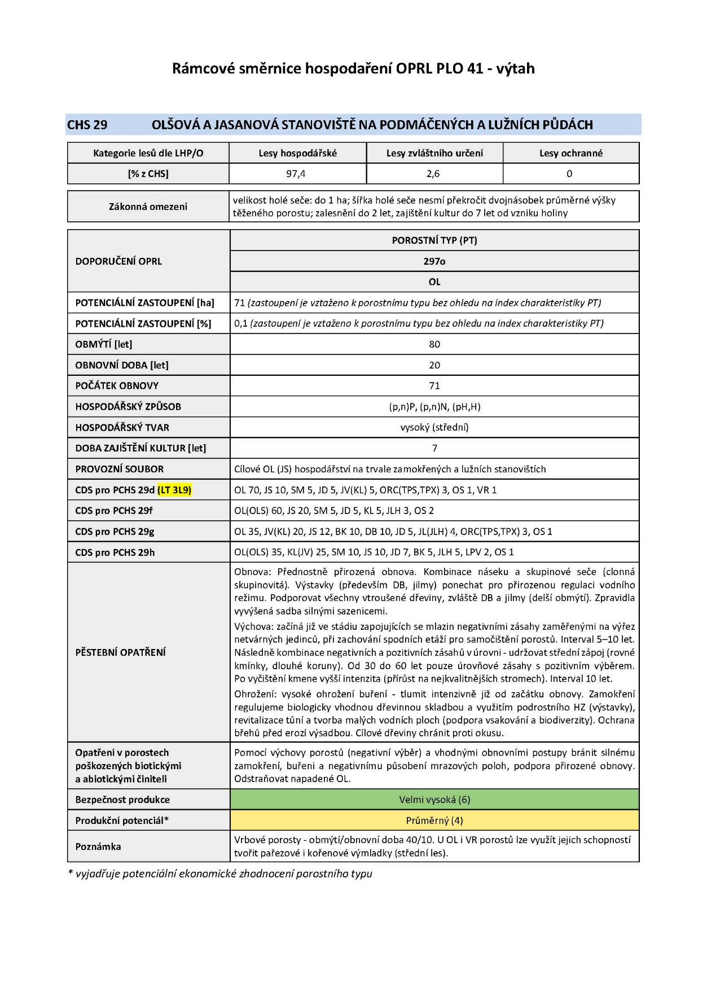 Rámcové směrnice hospodaření OPRL PLO 41 - výtah
CHS 29 OLŠOVÁ A JASANOVÁ STANOVIŠTĚ NA PODMÁČENÝCH A LUŽNÍCH PŮDÁCH
Kategorie lesů dle LHP/O Lesy hospodářské Lesy zvláštního určení Lesy ochranné
[% z CHS] 97,4 2,6 0
Zákonná omezení
velikost holé seče: do 1 ha; šířka holé seče nesmí překročit dvojnásobek průměrné výšky
těženého porostu; zalesnění do 2 let, zajištění kultur do 7 let od vzniku holiny
DOPORUČENÍ OPRL
POROSTNÍ TYP (PT)
297o
OL
POTENCIÁLNÍ ZASTOUPENÍ [ha] 71 (zastoupení je vztaženo k porostnímu typu bez ohledu na index charakteristiky PT)
POTENCIÁLNÍ ZASTOUPENÍ [%] 0,1 (zastoupení je vztaženo k porostnímu typu bez ohledu na index charakteristiky PT)
OBMÝTÍ [let] 80
OBNOVNÍ DOBA [let] 20
POČÁTEK OBNOVY 71
HOSPODÁŘSKÝ ZPŮSOB (p,n)P, (p,n)N, (pH,H)
HOSPODÁŘSKÝ TVAR vysoký (střední)
DOBA ZAJIŠTĚNÍ KULTUR [let] 7
PROVOZNÍ SOUBOR Cílové OL (JS) hospodářství na trvale zamokřených a lužních stanovištích
CDS pro PCHS 29d (LT 3L9) OL 70, JS 10, SM 5, JD 5, JV(KL) 5, ORC(TPS,TPX) 3, OS 1, VR 1
CDS pro PCHS 29f OL(OLS) 60, JS 20, SM 5, JD 5, KL 5, JLH 3, OS 2
CDS pro PCHS 29g OL 35, JV(KL) 20, JS 12, BK 10, DB 10, JD 5, JL(JLH) 4, ORC(TPS,TPX) 3, OS 1
CDS pro PCHS 29h OL(OLS) 35, KL(JV) 25, SM 10, JS 10, JD 7, BK 5, JLH 5, LPV 2, OS 1
PĚSTEBNÍ OPATŘENÍ
Obnova: Přednostně přirozená obnova. Kombinace náseku a skupinové seče (clonná
skupinovitá). Výstavky (především DB, jilmy) ponechat pro přirozenou regulaci vodního
režimu. Podporovat všechny vtroušené dřeviny, zvláště DB a jilmy (delší obmýtí). Zpravidla
vyvýšená sadba silnými sazenicemi.
Výchova: začíná již ve stádiu zapojujících se mlazin negativními zásahy zaměřenými na výřez
netvárných jedinců, při zachování spodních etáží pro samočištění porostů. Interval 5–10 let.
Následně kombinace negativních a pozitivních zásahů v úrovni - udržovat střední zápoj (rovné
kmínky, dlouhé koruny). Od 30 do 60 let pouze úrovňové zásahy s pozitivním výběrem.
Po vyčištění kmene vyšší intenzita (přírůst na nejkvalitnějších stromech). Interval 10 let.
Ohrožení: vysoké ohrožení buření - tlumit intenzivně již od začátku obnovy. Zamokření
regulujeme biologicky vhodnou dřevinnou skladbou a využitím podrostního HZ (výstavky),
revitalizace tůní a tvorba malých vodních ploch (podpora vsakování a biodiverzity). Ochrana
břehů před erozí výsadbou. Cílové dřeviny chránit proti okusu.
Opatření v porostech
poškozených biotickými
a abiotickými činiteli
Pomocí výchovy porostů (negativní výběr) a vhodnými obnovními postupy bránit silnému
zamokření, buřeni a negativnímu působení mrazových poloh, podpora přirozené obnovy.
Odstraňovat napadené OL.
Bezpečnost produkce Velmi vysoká (6)
Produkční potenciál* Průměrný (4)
Poznámka
Vrbové porosty - obmýtí/obnovní doba 40/10. U OL i VR porostů lze využít jejich schopností
tvořit pařezové i kořenové výmladky (střední les).
* vyjadřuje potenciální ekonomické zhodnocení porostního typu